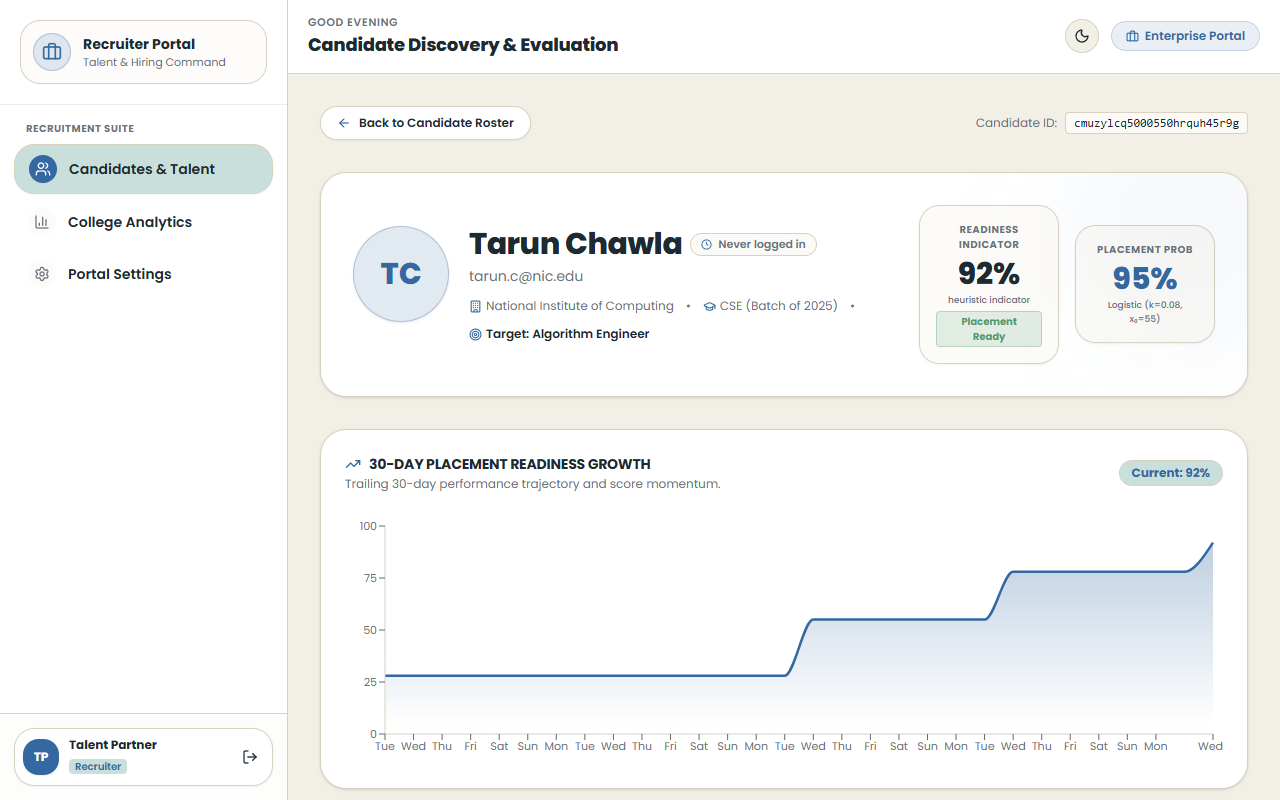 Recruiter Portal
Talent & Hiring Command
RECRUITMENT SUITE
Candidates & Talent
College Analytics
Portal Settings
TP
Talent Partner
Recruiter
GOOD EVENING
Candidate Discovery & Evaluation
Enterprise Portal
Back to Candidate Roster
Candidate ID: cmuzylcq5000550hrquh45r9g
TC
Tarun Chawla
Never logged in
tarun.c@nic.edu
National Institute of Computing • CSE (Batch of 2025) •
Target: Algorithm Engineer
READINESS
INDICATOR
92%
heuristic indicator
Placement
Ready
PLACEMENT PROB
95%
Logistic (k=0.08,
x₀=55)
30-DAY PLACEMENT READINESS GROWTH
Trailing 30-day performance trajectory and score momentum.
Current: 92%
100
75
50
25
0
Tue Wed Thu Fri Sat Sun Mon Tue Wed Thu Fri Sat Sun Mon Tue Wed Thu Fri Sat Sun Mon Tue Wed Thu Fri Sat Sun Mon Wed